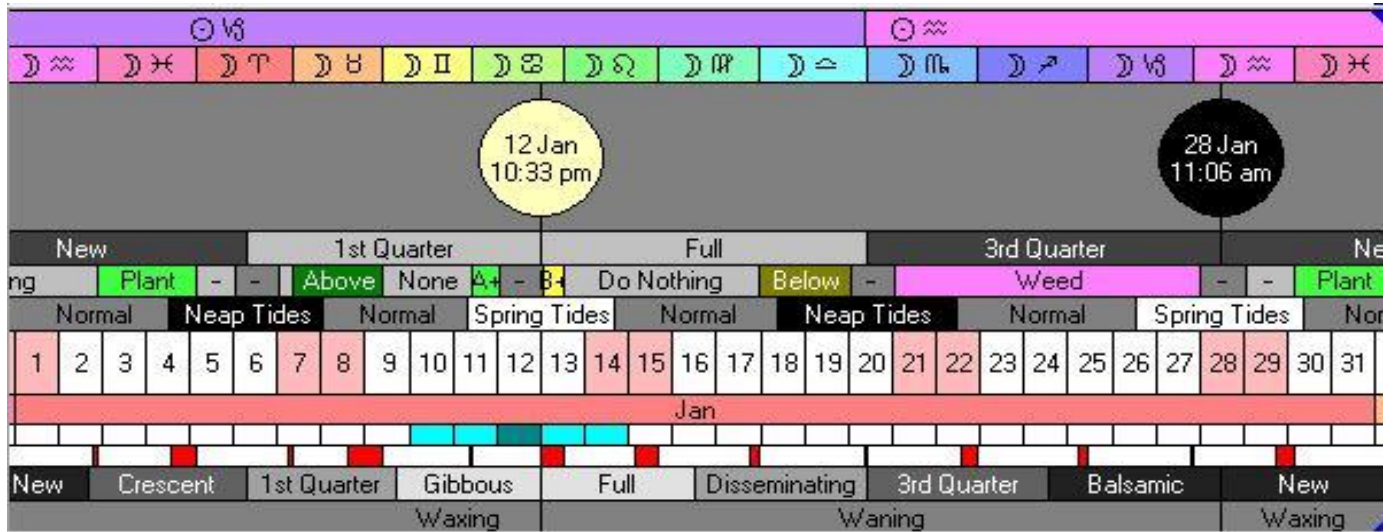 ☉ ♑ ☉ ♒
☽ ♒ ☽ ♓ ☽ ♈ ☽ ♉ ☽ ♊ ☽ ♋ ☽ ♌ ☽ ♍ ☽ ♎ ☽ ♏ ☽ ♐ ☽ ♑ ☽ ♒ ☽ ♓
12 Jan 28 Jan
10:33 pm 11:06 am
New 1st Quarter Full 3rd Quarter Ne
ng Plant - - Above None A+ - B+ Do Nothing Below - Weed - - Plant
Normal Neap Tides Normal Spring Tides Normal Neap Tides Normal Spring Tides Nor
1 2 3 4 5 6 7 8 9 10 11 12 13 14 15 16 17 18 19 20 21 22 23 24 25 26 27 28 29 30 31
Jan
New Crescent 1st Quarter Gibbous Full Disseminating 3rd Quarter Balsamic New
Waxing Waning Waxing